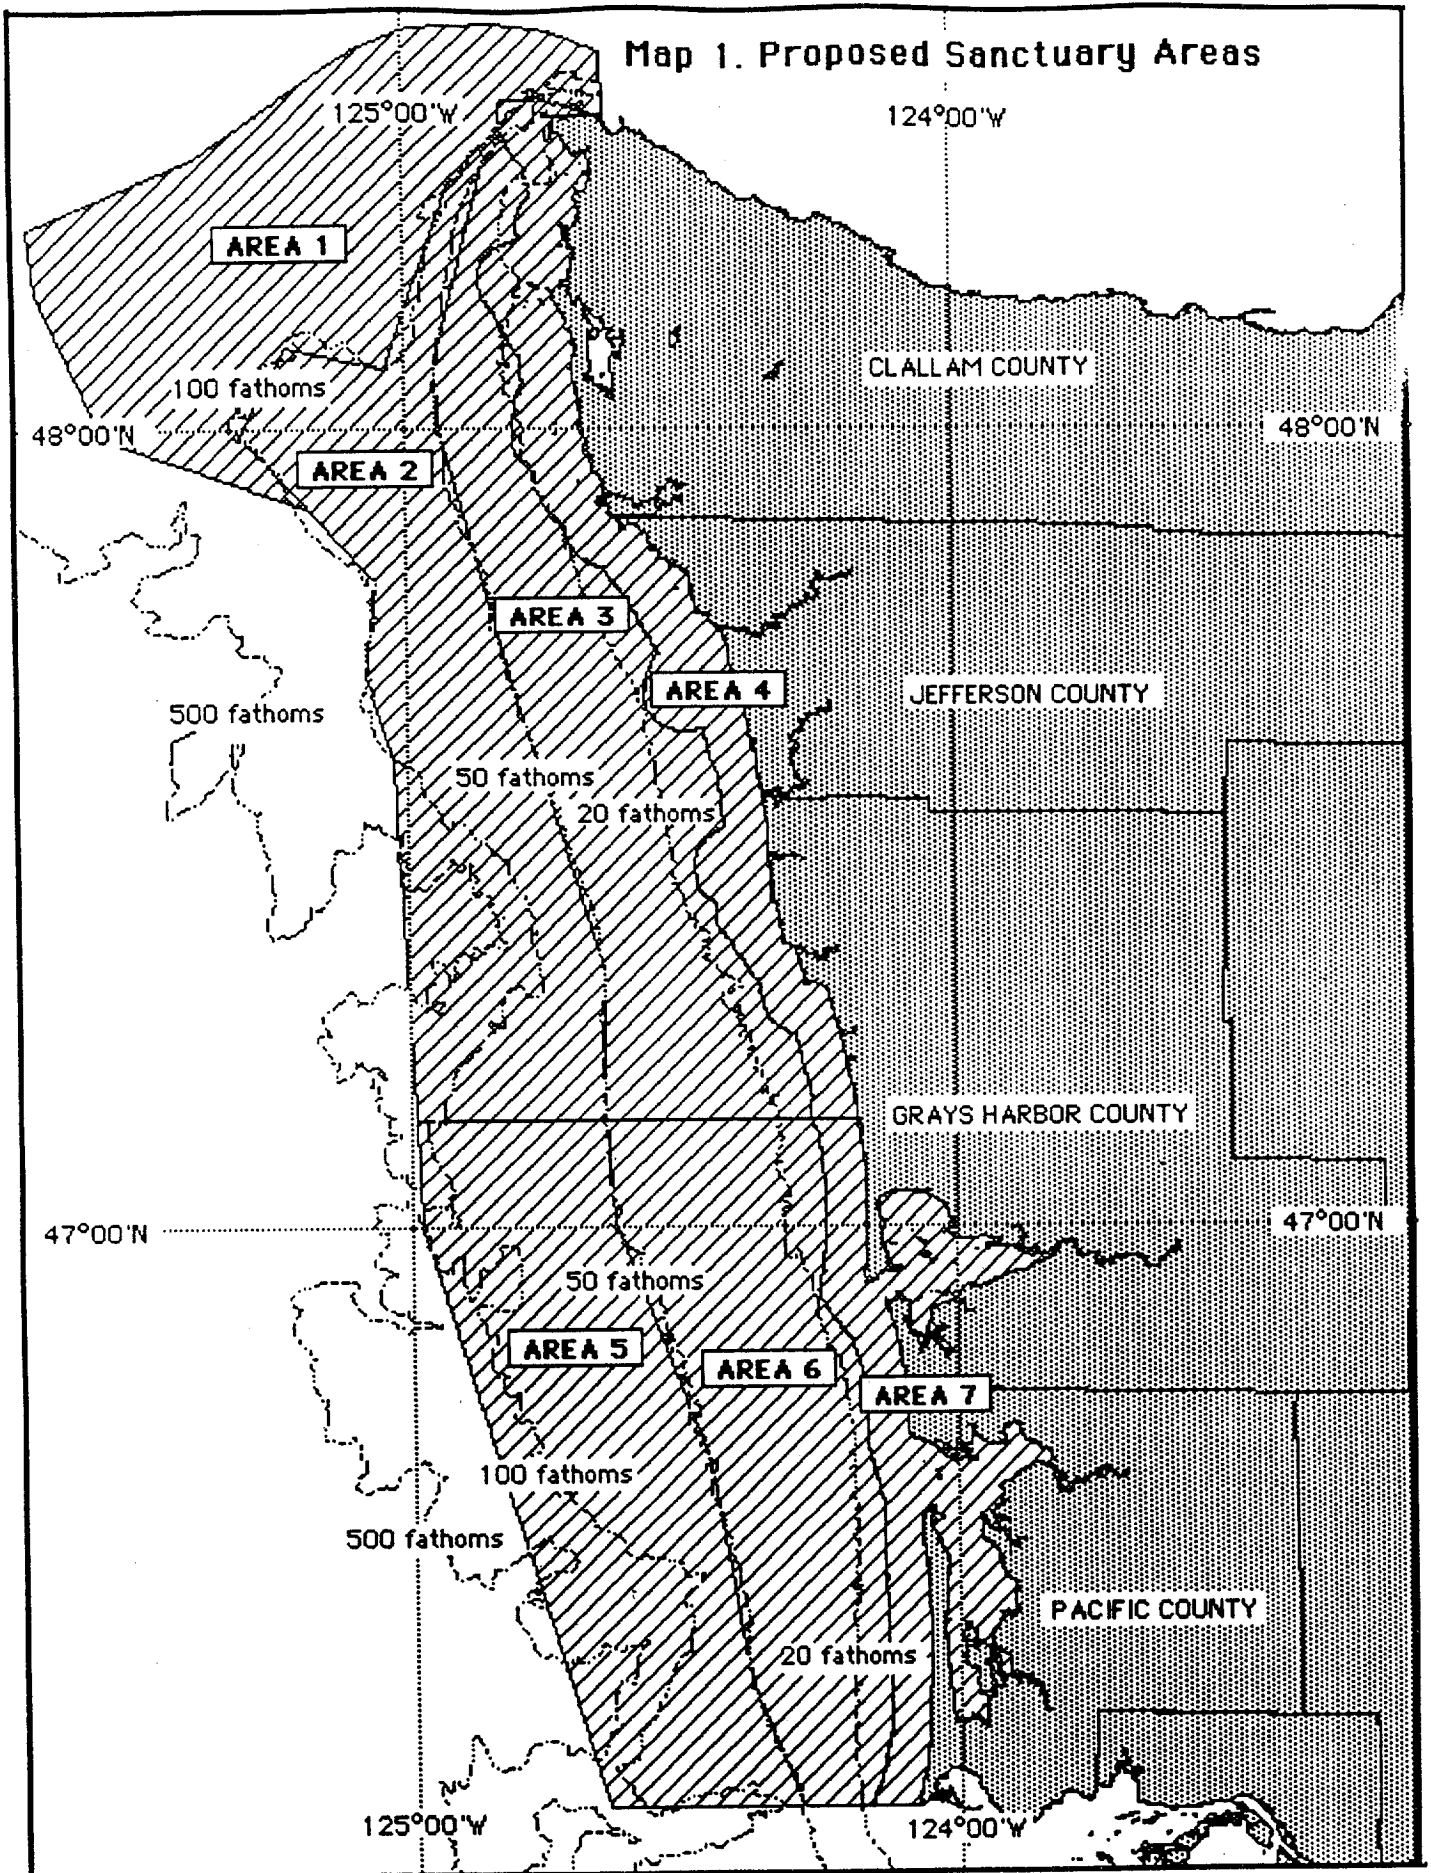 Map 1. Proposed Sanctuary Areas
125°00'W
124°00'W
AREA 1
CLALLAM COUNTY
100 fathoms
48°00'N
48°00'N
AREA 2
AREA 3
AREA 4
JEFFERSON COUNTY
500 fathoms
50 fathoms
20 fathoms
GRAYS HARBOR COUNTY
47°00'N
47°00'N
50 fathoms
AREA 5
AREA 6
AREA 7
100 fathoms
500 fathoms
PACIFIC COUNTY
20 fathoms
125°00'W
124°00'W